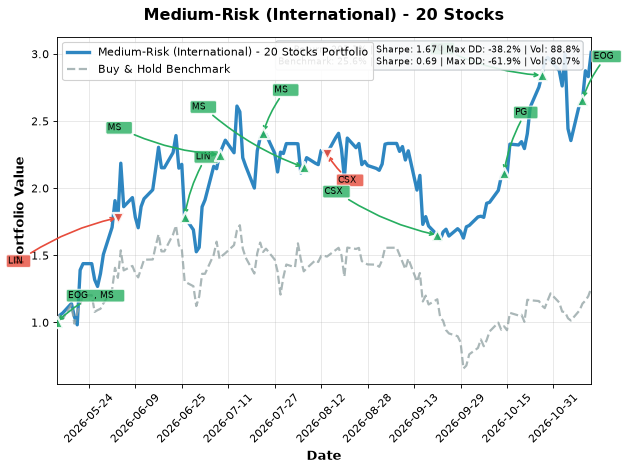 Medium-Risk (International) - 20 Stocks
Medium-Risk (International) - 20 Stocks Portfolio
Buy & Hold Benchmark
Sharpe: 1.67 | Max DD: -38.2% | Vol: 88.8%
Benchmark: 25.6% Sharpe: 0.69 | Max DD: -61.9% | Vol: 80.7%
EOG
MS
MS
PG
MS
LIN
CSX
CSX
LIN
EOG , MS
3.0
2.5
2.0
1.5
1.0
Portfolio Value
2026-05-24
2026-06-09
2026-06-25
2026-07-11
2026-07-27
2026-08-12
2026-08-28
2026-09-13
2026-09-29
2026-10-15
2026-10-31
Date